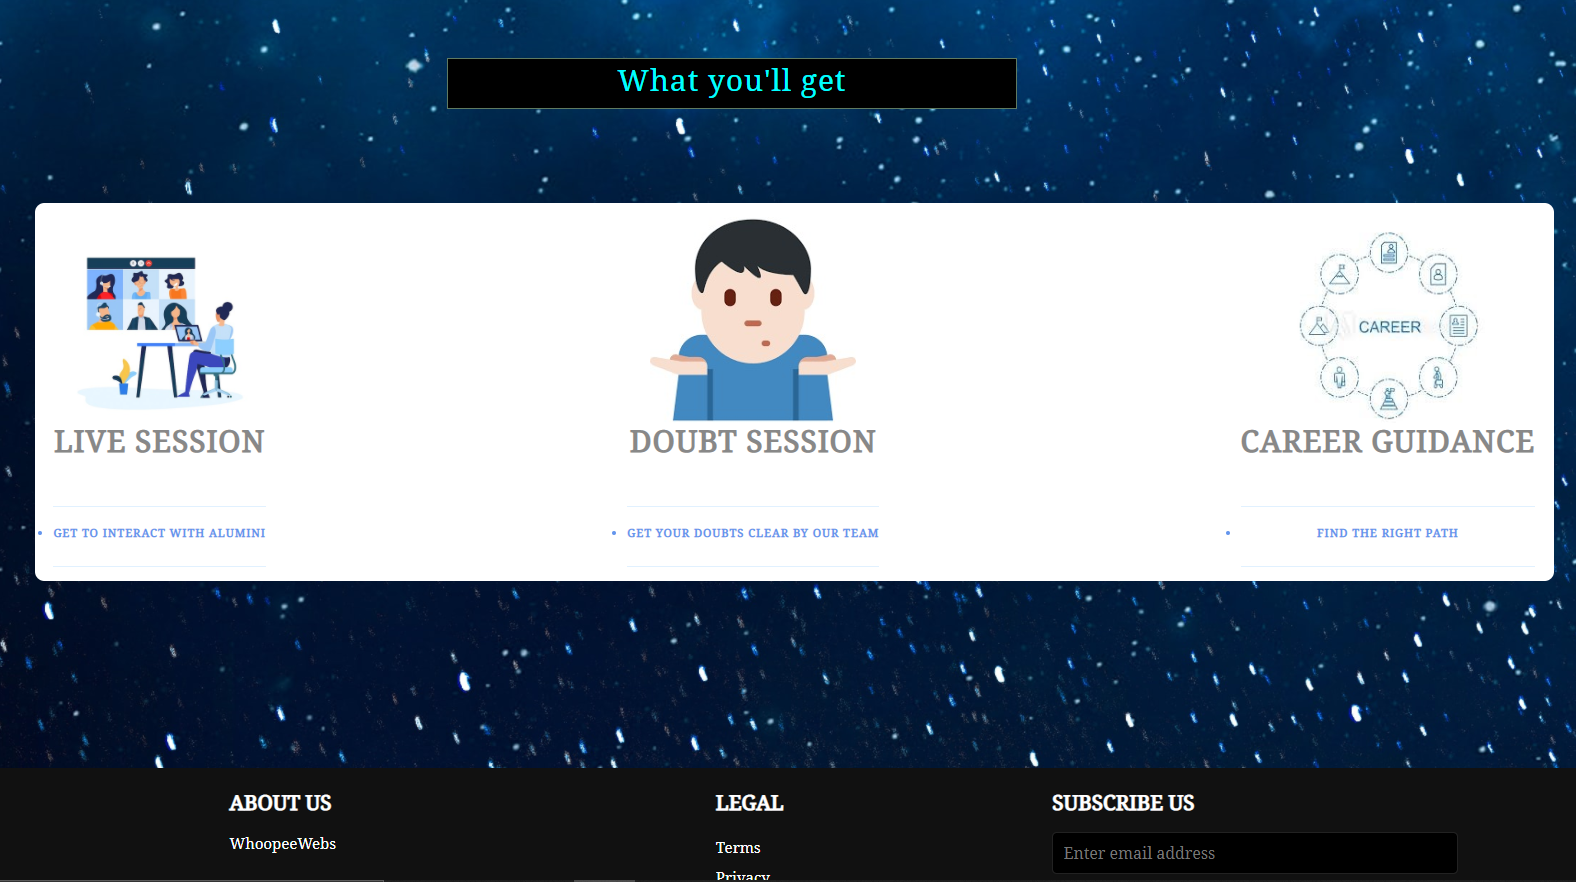 What you'll get
CAREER
LIVE SESSION
DOUBT SESSION
CAREER GUIDANCE
GET TO INTERACT WITH ALUMINI
GET YOUR DOUBTS CLEAR BY OUR TEAM
FIND THE RIGHT PATH
ABOUT US
WhoopeeWebs
LEGAL
Terms
Privacy
SUBSCRIBE US
Enter email address